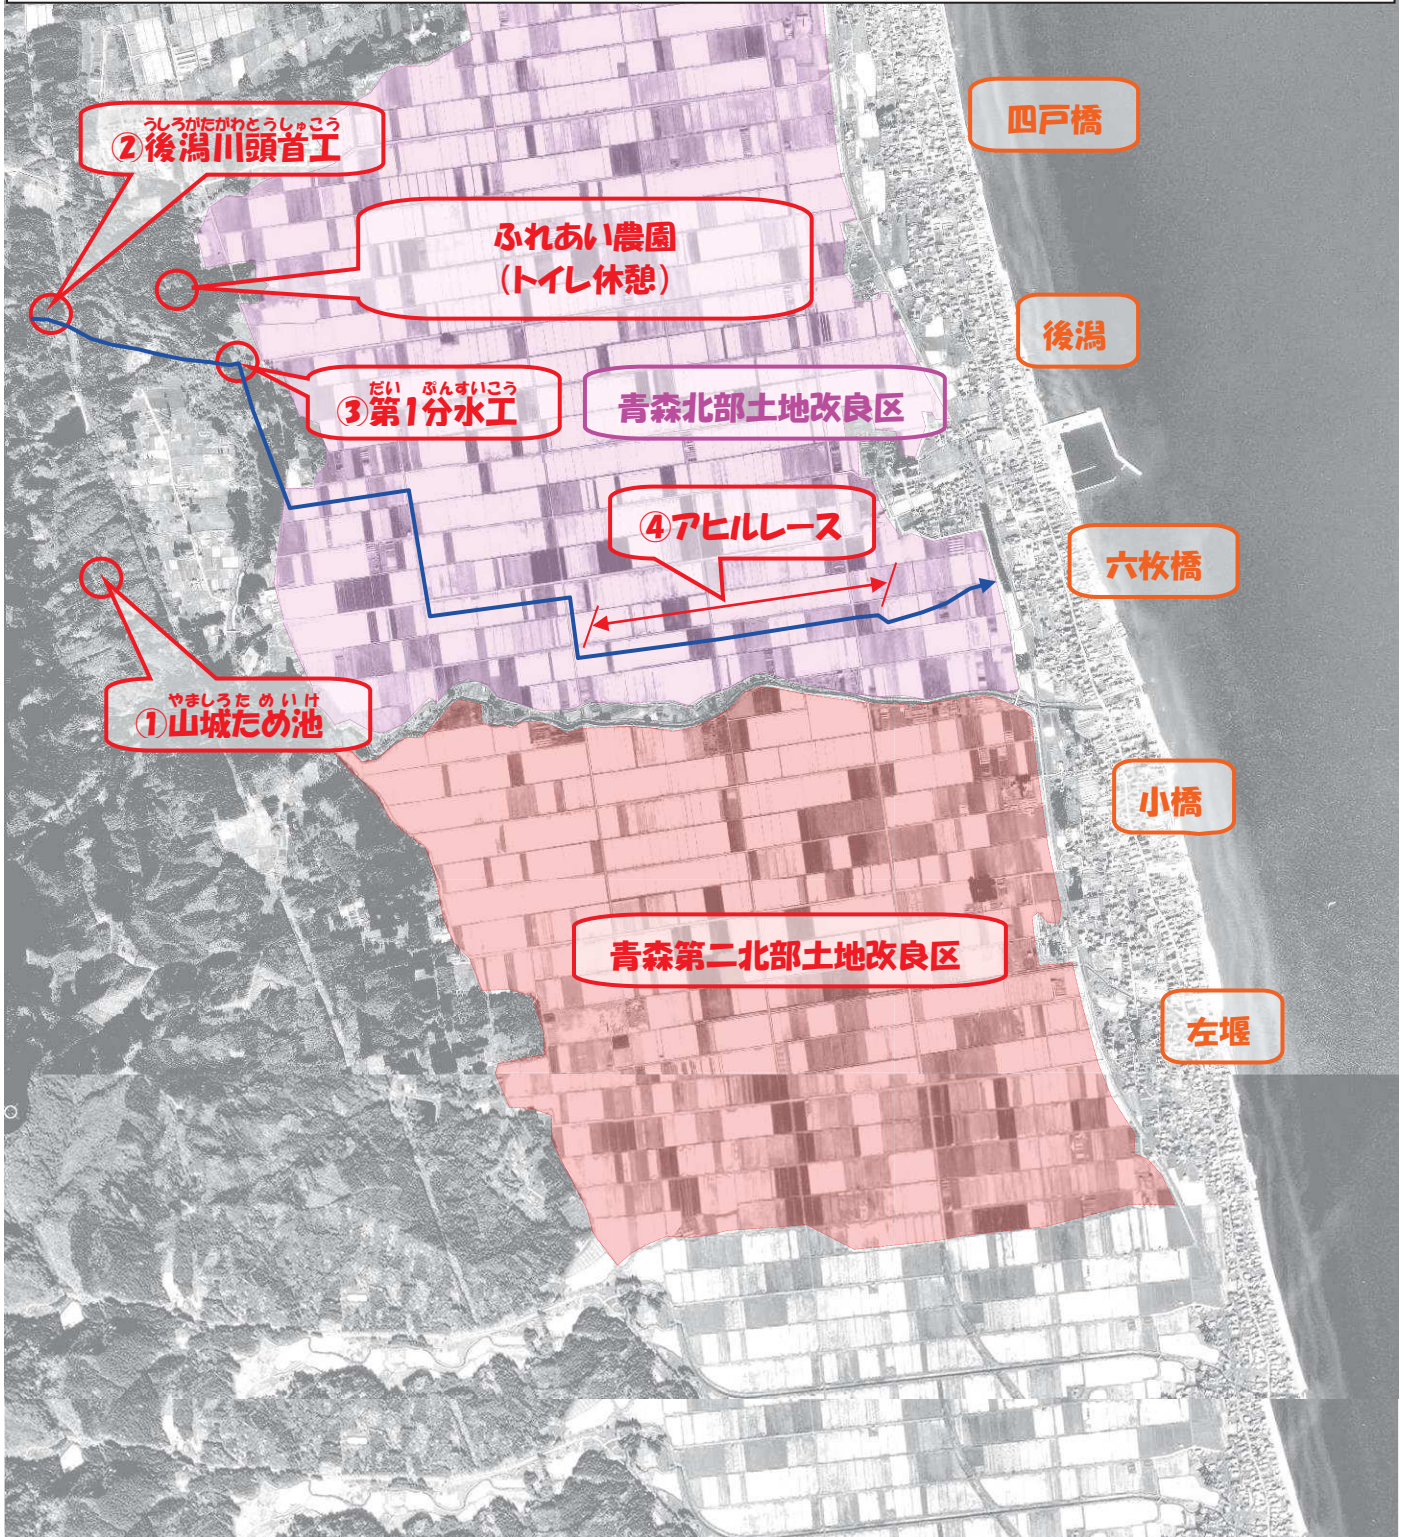 四戸橋
うしろがたがわとうしゅこう
②後潟川頭首工
ふれあい農園
(トイレ休憩)
後潟
だい ぶんすいこう
③第1分水工
青森北部土地改良区
④アヒルレース
六枚橋
やましろためいけ
①山城ため池
小橋
青森第二北部土地改良区
左堰